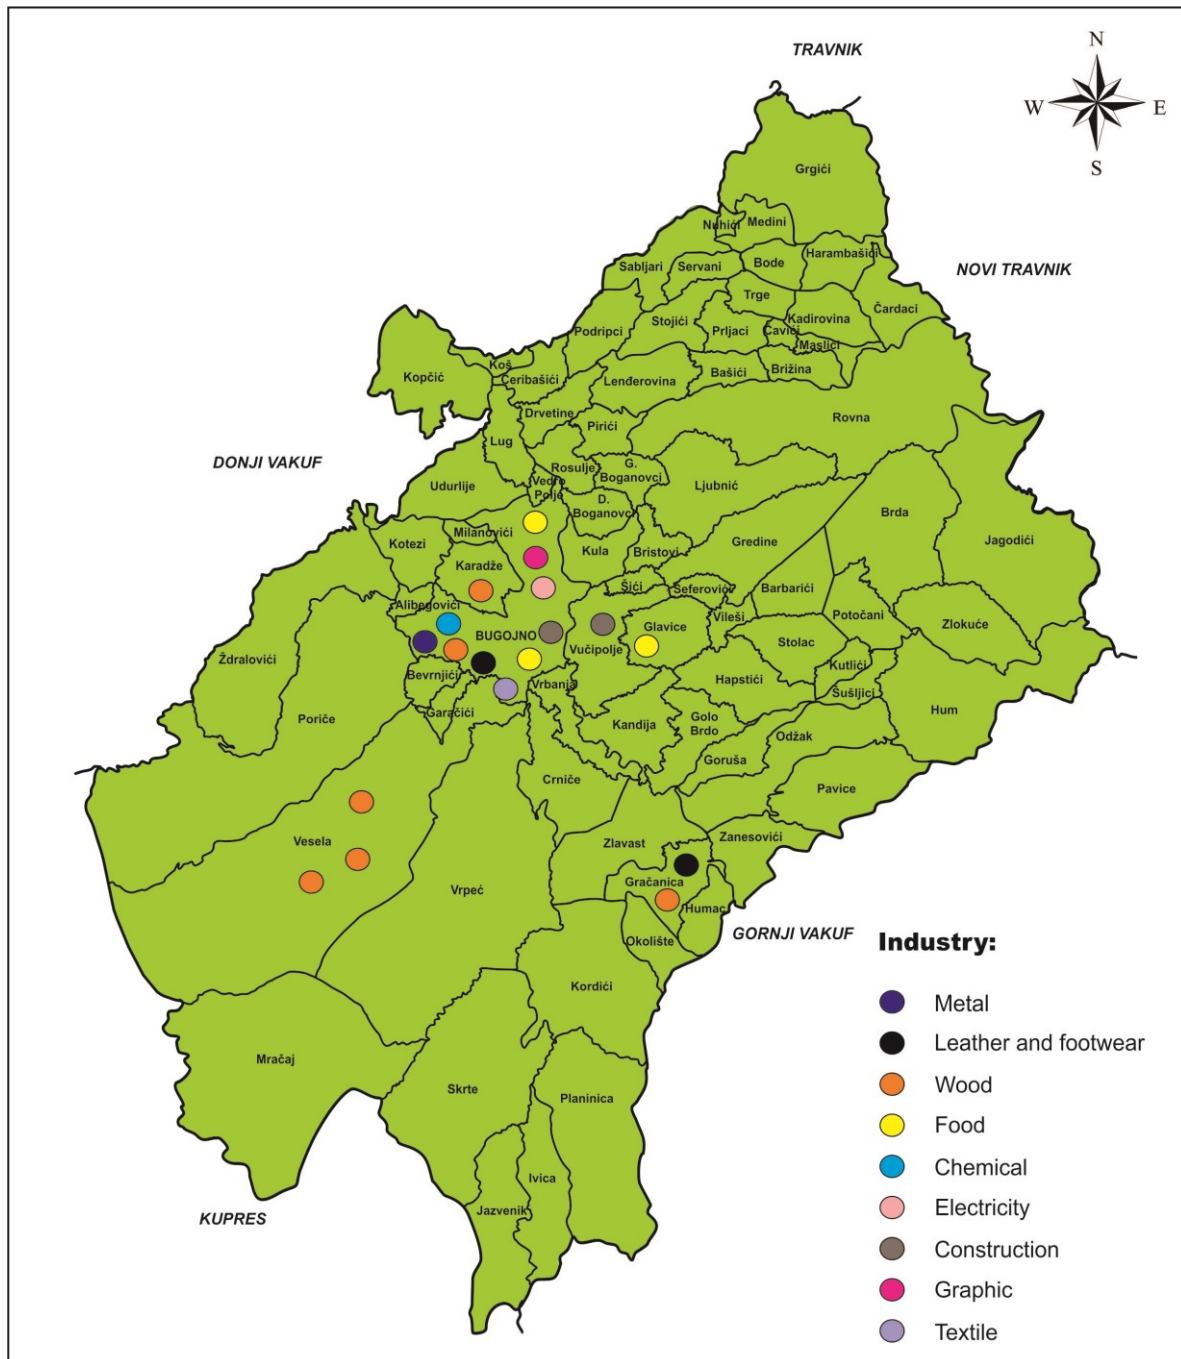 TRAVNIK
N
W E
S
Grgići
Nuhići Medini
Harambašići
Sabljari Servani Bode
NOVI TRAVNIK
Trge
Čardaci
Podripci Stojići Prljaci Čavići Kadirovina
Maslići
Koš
Kopčić Čeribašići Lenđerovina Bašići Brižina
Drvetine
Rovna
Pirići
Lug
DONJI VAKUF
Rosulje G.
Boganovci
Udurlije Vedro
Polje
Ljubnić
D.
Boganovci
Brda
Milanovići
Kotezi Kula Bristovi Gredine Jagodići
Karadže
Šići Seferovići Barbarići
Alibegovići
Vileši Potočani Zlokuće
BUGOJNO Glavice
Vučipolje Stolac
Ždralovići
Kutlići
Bevrnjići Vrbanja Hapstići
Šušljici
Poriče Garačići Kandija Golo
Brdo
Hum
Odžak
Goruša
Crniče
Pavice
Vesela Zlavast Zanesovići
Vrpeć Gračanica
Humac
GORNJI VAKUF
Okolište
Kordići
Mračaj
Skrte Planinica
Ivica
Jazvenik
KUPRES
Industry:
Metal
Leather and footwear
Wood
Food
Chemical
Electricity
Construction
Graphic
Textile